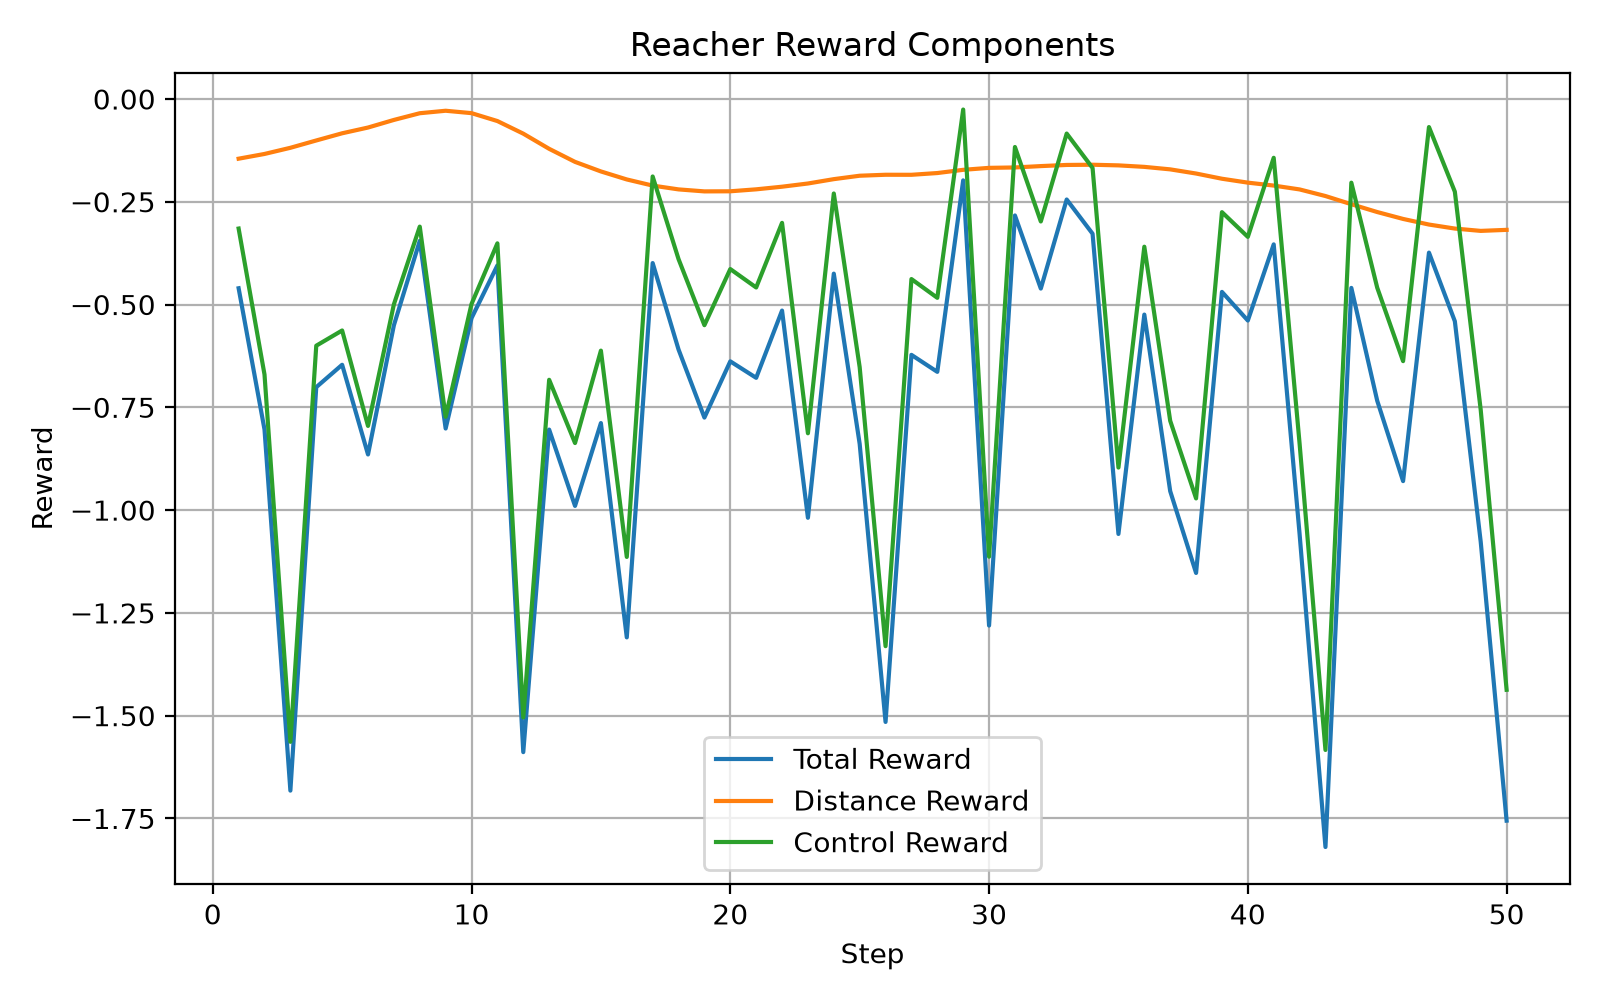 Reacher Reward Components
0.00
−0.25
−0.50
−0.75
−1.00
−1.25
−1.50
−1.75
Reward
Total Reward
Distance Reward
Control Reward
0 10 20 30 40 50
Step